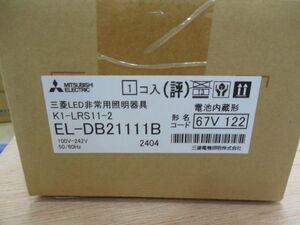 MITSUBISHI
ELECTRIC
1コ入
(評)
三菱LED非常用照明器具
電池内蔵形
K1-LRS11-2
形名コード 67V 122
EL-DB21111B
100V-242V
50/60Hz
2404
三菱電機照明株式会社